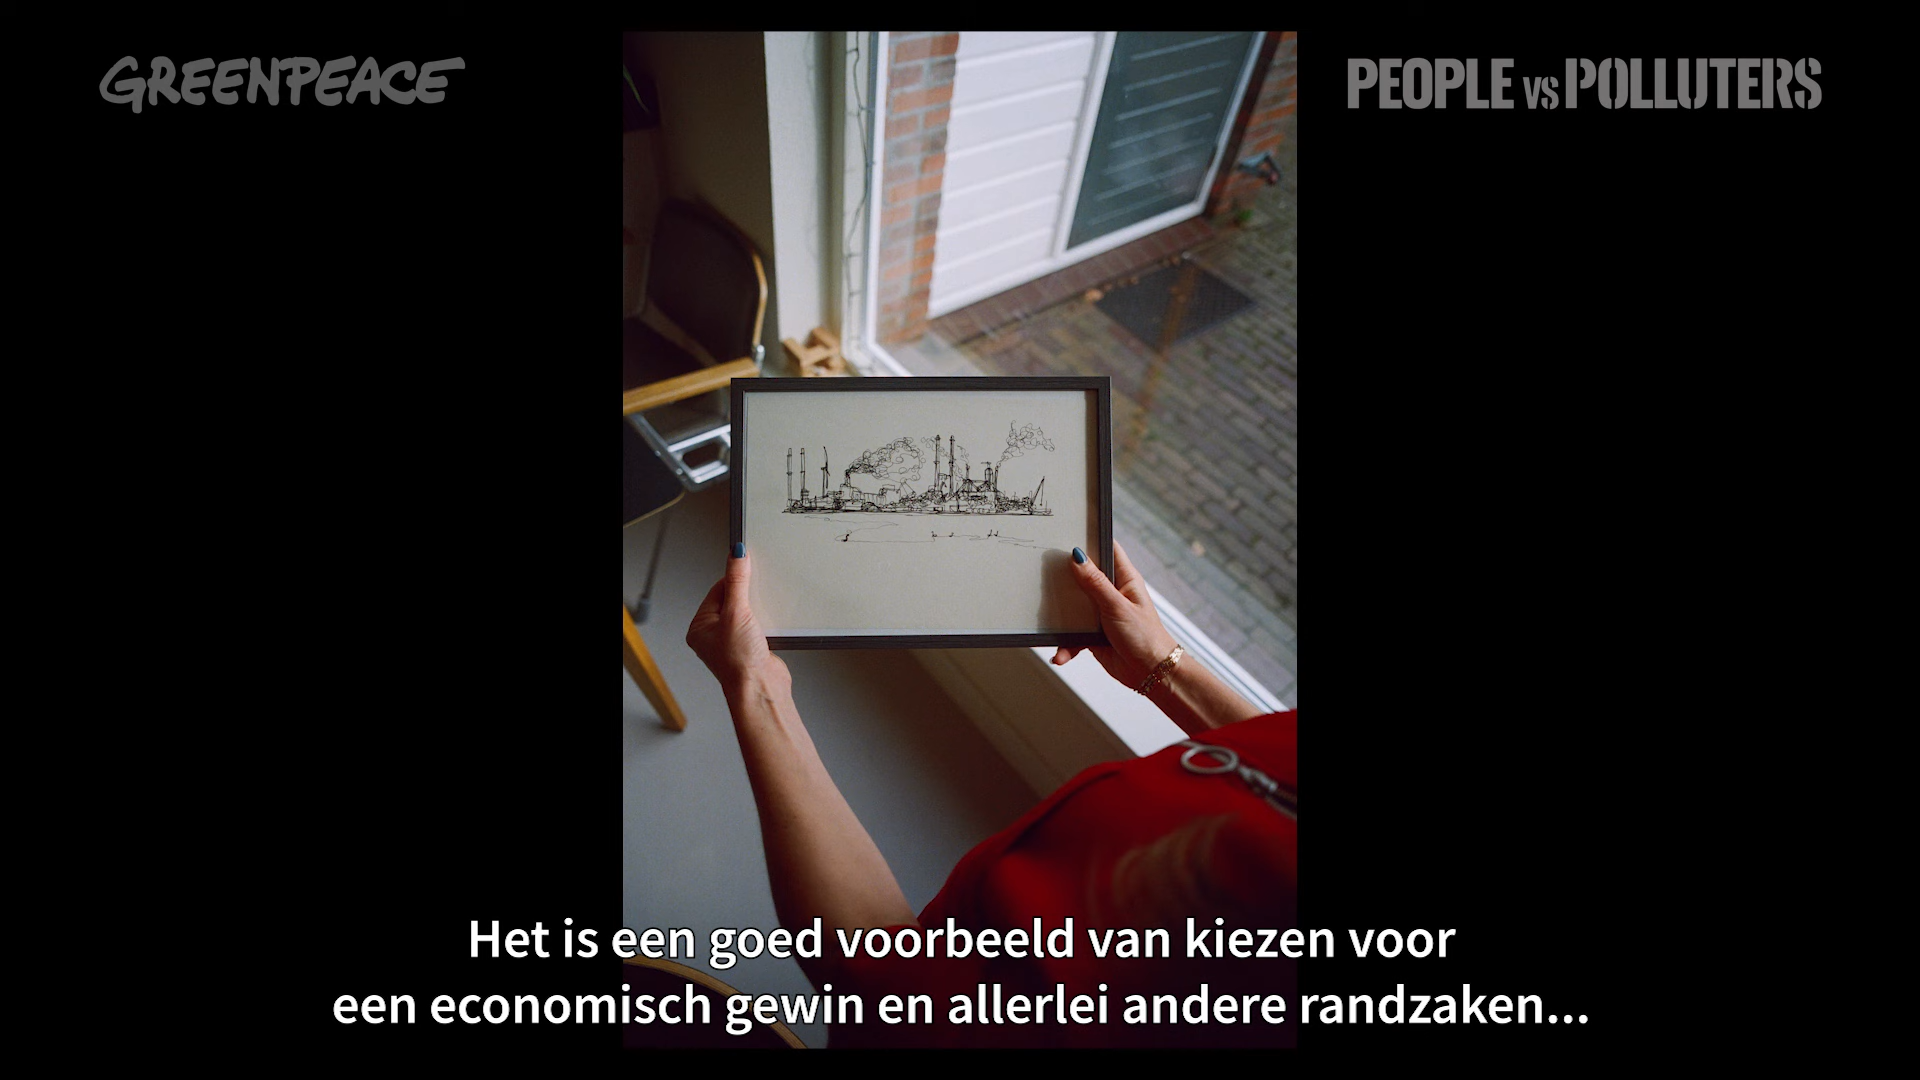 GREENPEACE
PEOPLE vs POLLUTERS
Het is een goed voorbeeld van kiezen voor
een economisch gewin en allerlei andere randzaken...